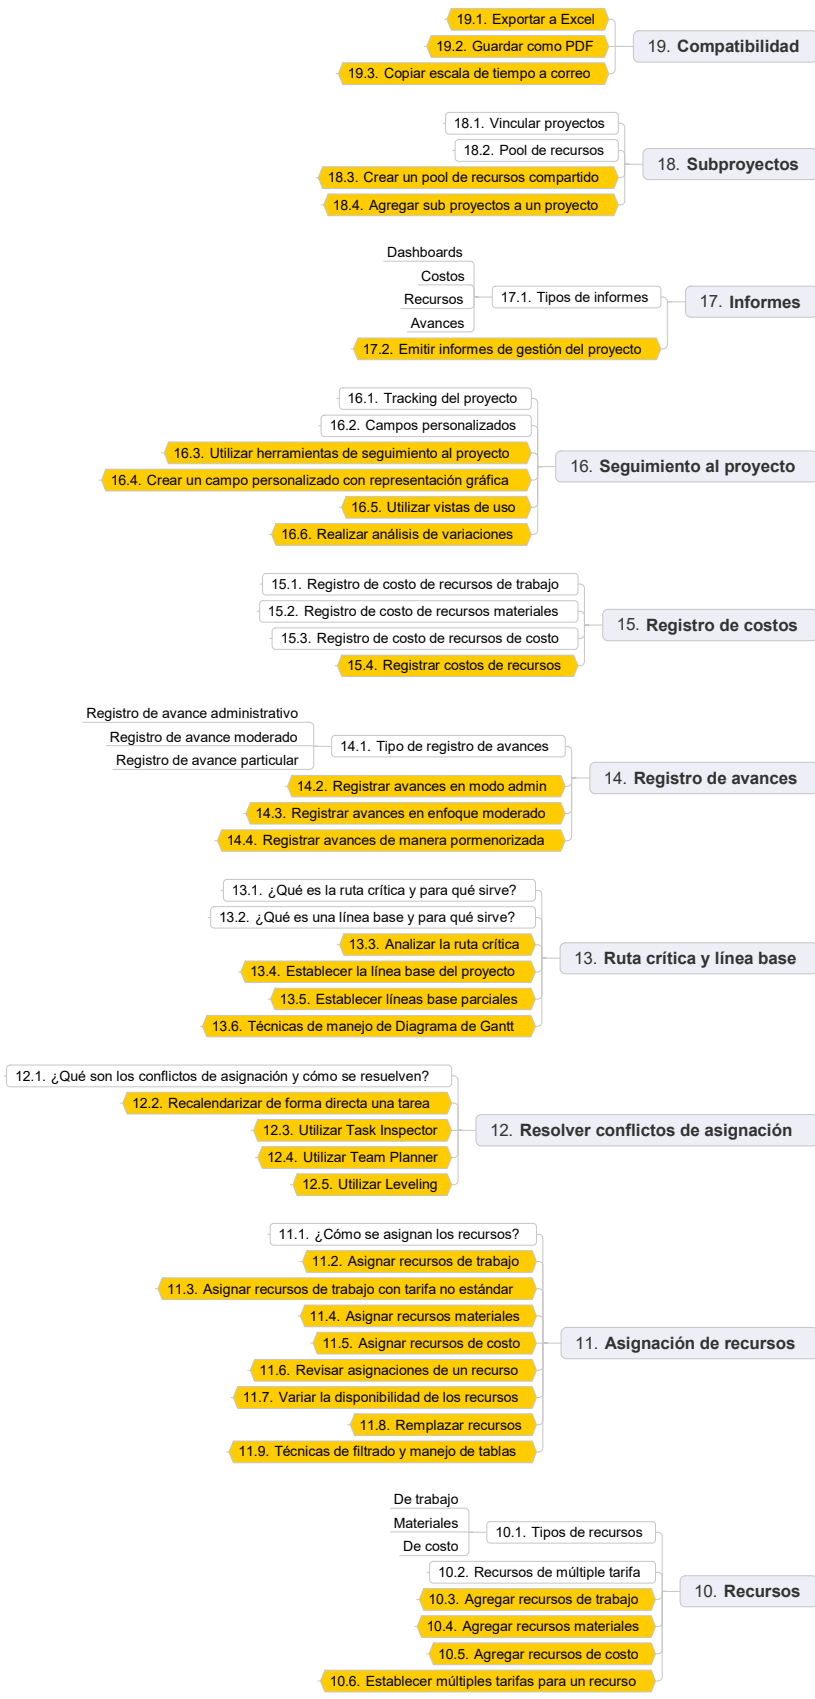 19.1. Exportar a Excel
19.2. Guardar como PDF
19.3. Copiar escala de tiempo a correo
19. Compatibilidad
18.1. Vincular proyectos
18.2. Pool de recursos
18.3. Crear un pool de recursos compartido
18.4. Agregar sub proyectos a un proyecto
18. Subproyectos
Dashboards
Costos
Recursos
Avances
17.1. Tipos de informes
17.2. Emitir informes de gestión del proyecto
17. Informes
16.1. Tracking del proyecto
16.2. Campos personalizados
16.3. Utilizar herramientas de seguimiento al proyecto
16.4. Crear un campo personalizado con representación gráfica
16.5. Utilizar vistas de uso
16.6. Realizar análisis de variaciones
16. Seguimiento al proyecto
15.1. Registro de costo de recursos de trabajo
15.2. Registro de costo de recursos materiales
15.3. Registro de costo de recursos de costo
15.4. Registrar costos de recursos
15. Registro de costos
Registro de avance administrativo
Registro de avance moderado
Registro de avance particular
14.1. Tipo de registro de avances
14.2. Registrar avances en modo admin
14.3. Registrar avances en enfoque moderado
14.4. Registrar avances de manera pormenorizada
14. Registro de avances
13.1. ¿Qué es la ruta crítica y para qué sirve?
13.2. ¿Qué es una línea base y para qué sirve?
13.3. Analizar la ruta crítica
13.4. Establecer la línea base del proyecto
13.5. Establecer líneas base parciales
13.6. Técnicas de manejo de Diagrama de Gantt
13. Ruta crítica y línea base
12.1. ¿Qué son los conflictos de asignación y cómo se resuelven?
12.2. Recalendarizar de forma directa una tarea
12.3. Utilizar Task Inspector
12.4. Utilizar Team Planner
12.5. Utilizar Leveling
12. Resolver conflictos de asignación
11.1. ¿Cómo se asignan los recursos?
11.2. Asignar recursos de trabajo
11.3. Asignar recursos de trabajo con tarifa no estándar
11.4. Asignar recursos materiales
11.5. Asignar recursos de costo
11.6. Revisar asignaciones de un recurso
11.7. Variar la disponibilidad de los recursos
11.8. Remplazar recursos
11.9. Técnicas de filtrado y manejo de tablas
11. Asignación de recursos
De trabajo
Materiales
De costo
10.1. Tipos de recursos
10.2. Recursos de múltiple tarifa
10.3. Agregar recursos de trabajo
10.4. Agregar recursos materiales
10.5. Agregar recursos de costo
10.6. Establecer múltiples tarifas para un recurso
10. Recursos